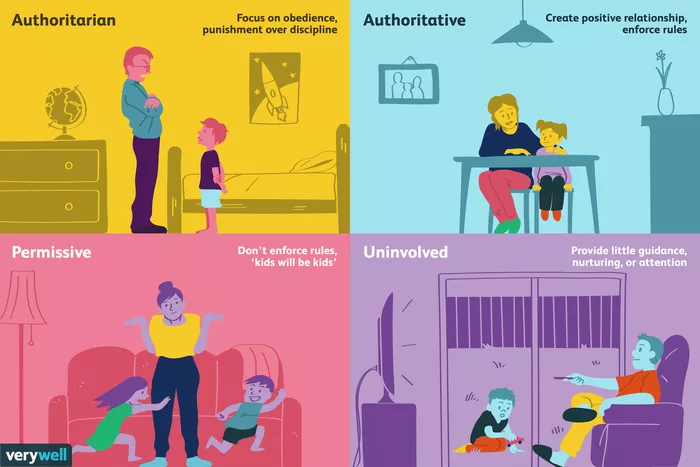 Authoritarian
Focus on obedience,
punishment over discipline
Authoritative
Create positive relationship,
enforce rules
Permissive
Don't enforce rules,
'kids will be kids'
Uninvolved
Provide little guidance,
nurturing, or attention
verywell